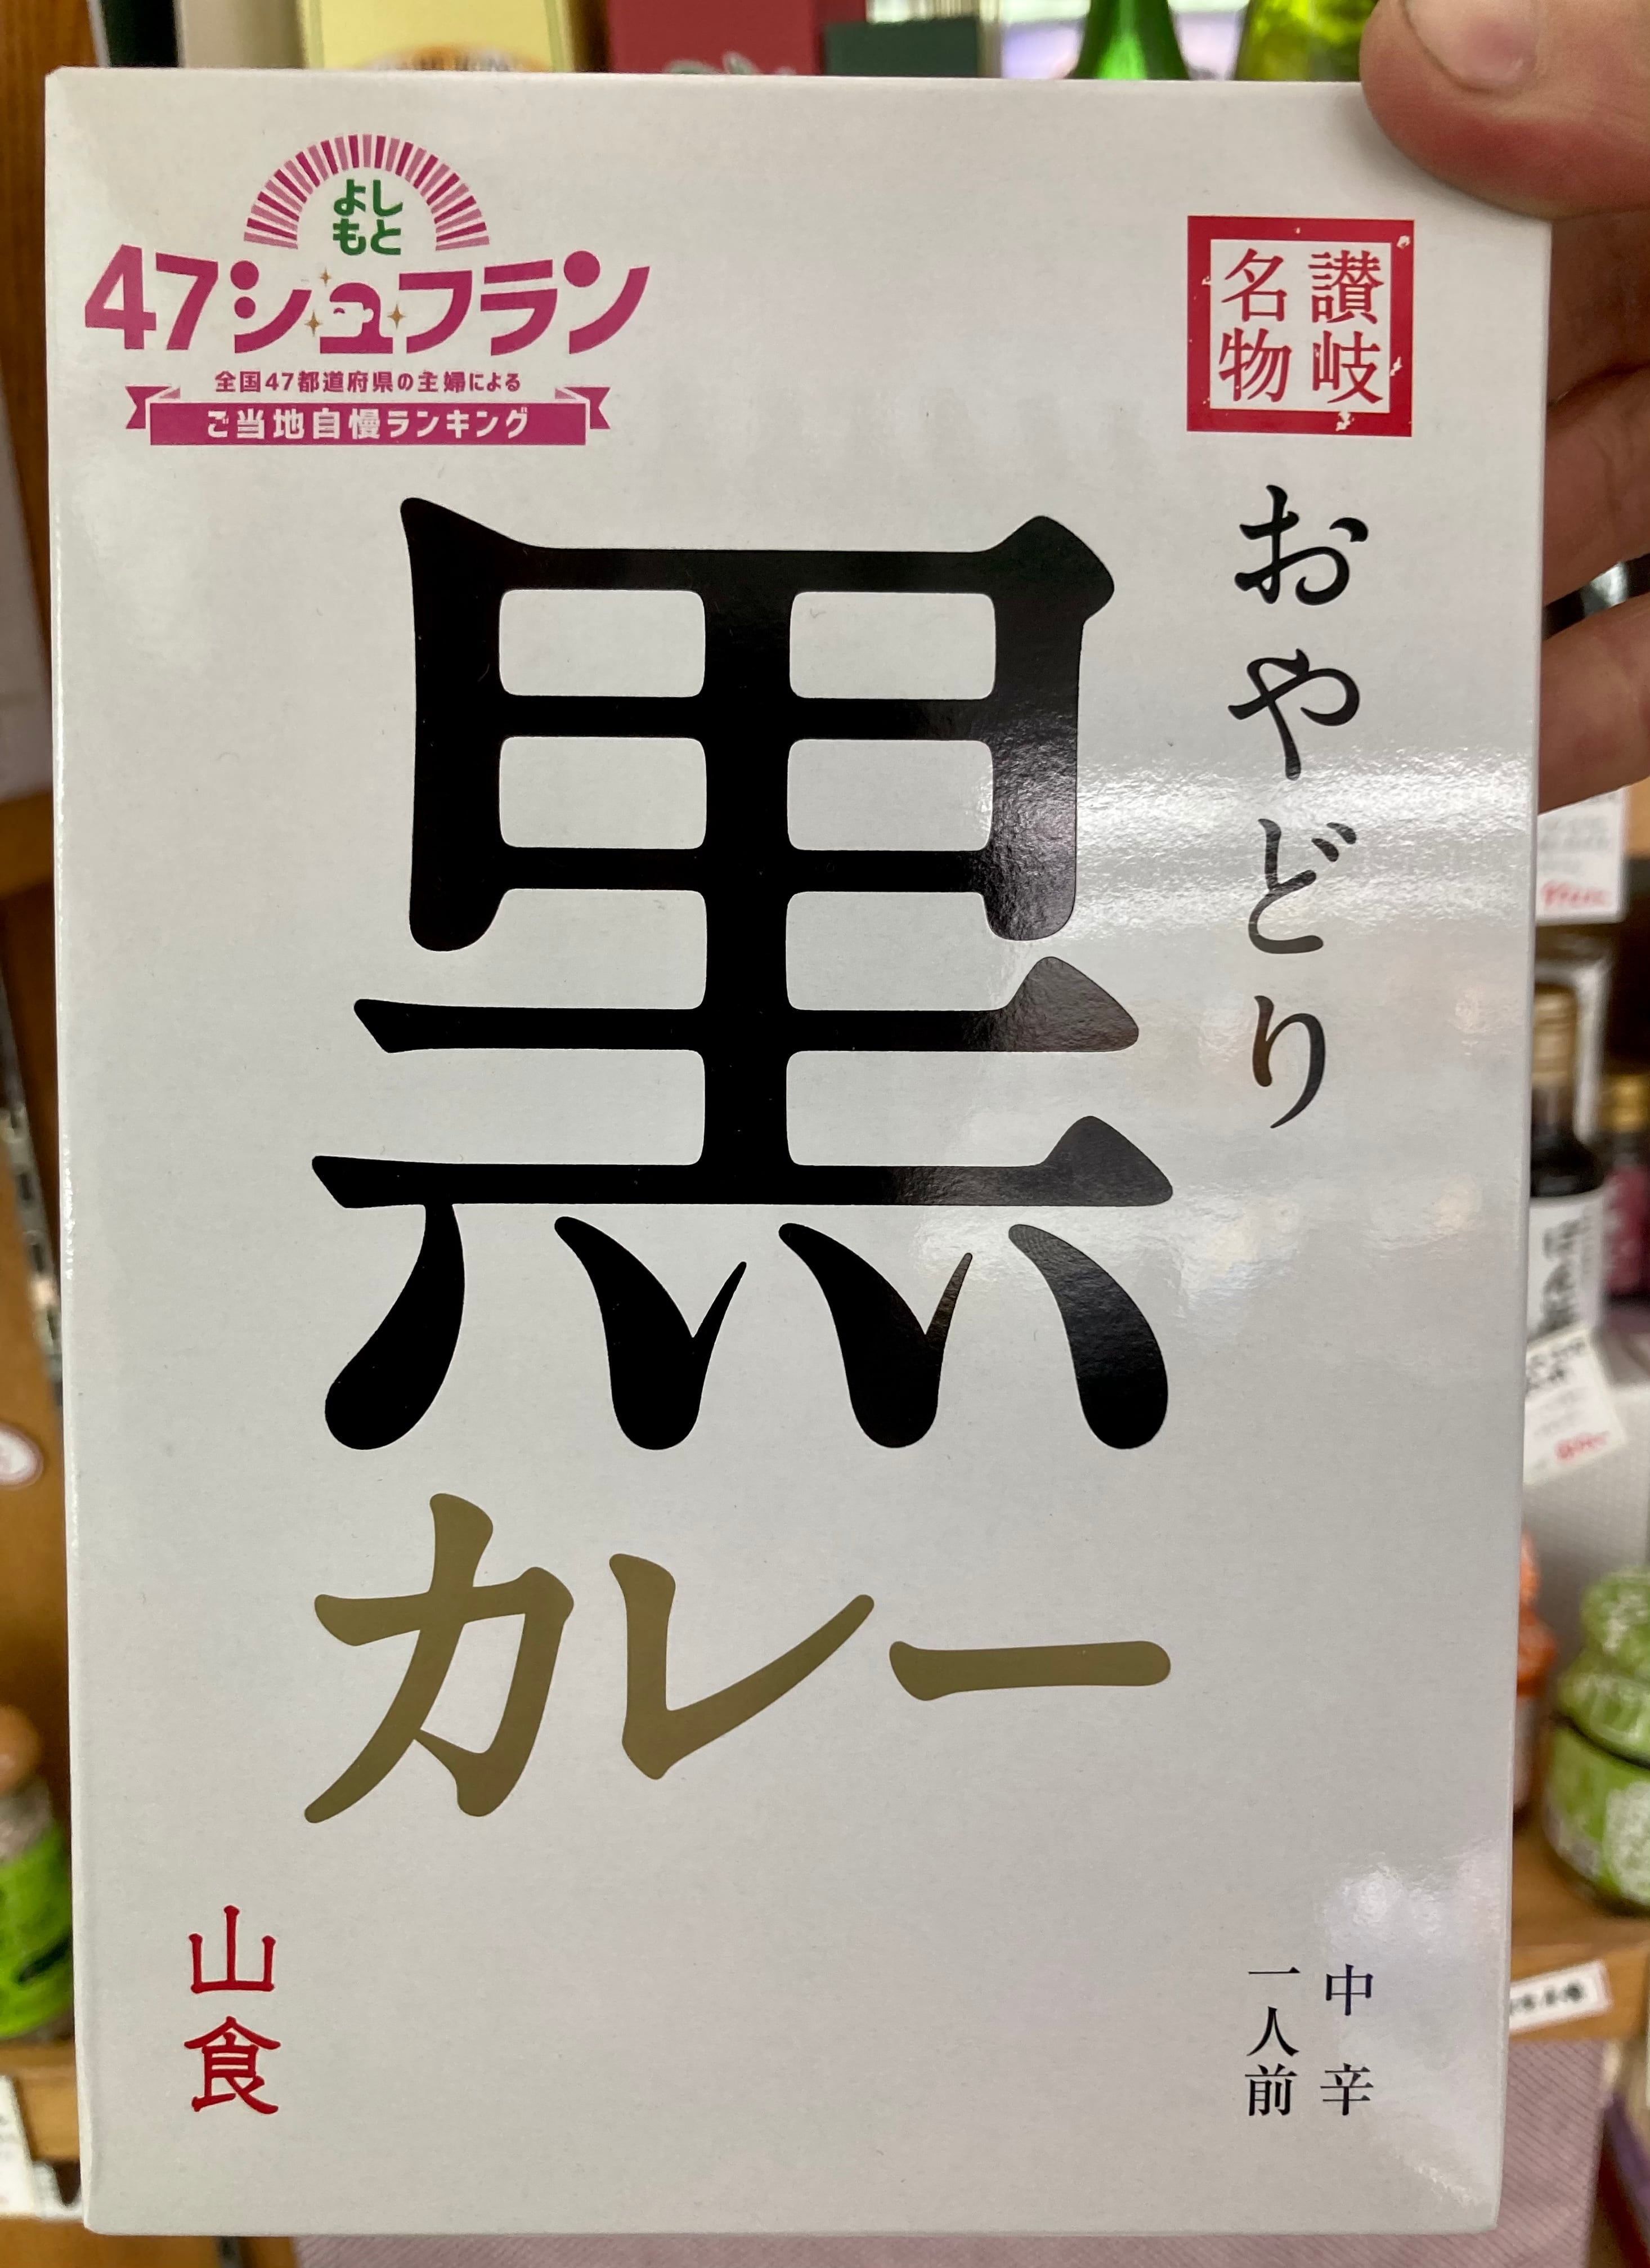 よし
もと
47シュフラン
全国47都道府県の主婦による
ご当地自慢ランキング
讃岐
名物
おやどり
黒
カレー
山食
中辛
一人前